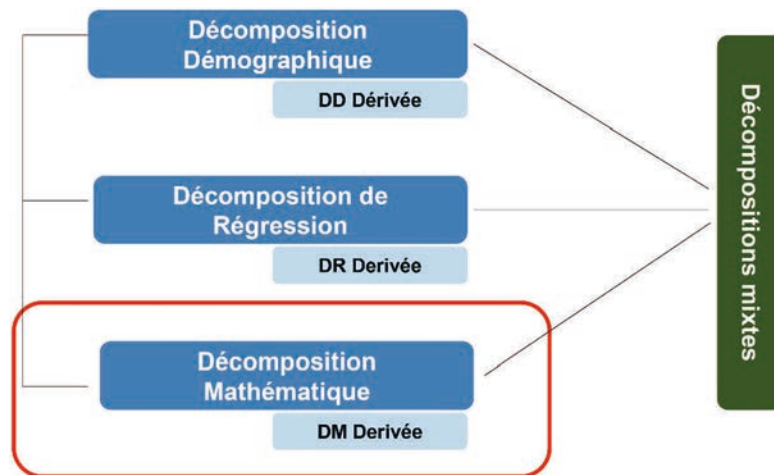 Décomposition
Démographique
DD Dérivée
Décomposition de
Régression
DR Derivée
Décomposition
Mathématique
DM Derivée
Décompositions mixtes